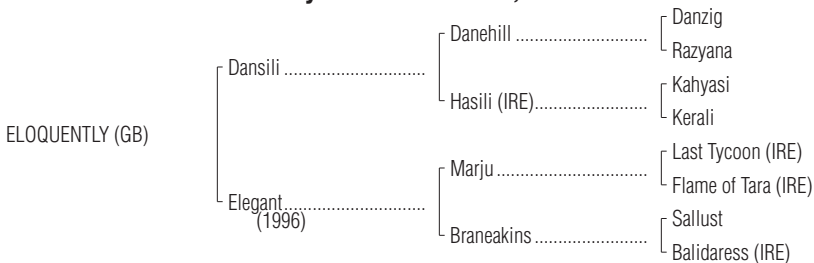 Danzig
Danehill
Razyana
Dansili
Kahyasi
Hasili (IRE)
Kerali
ELOQUENTLY (GB)
Last Tycoon (IRE)
Marju
Flame of Tara (IRE)
Elegant
(1996)
Sallust
Braneakins
Balidaress (IRE)